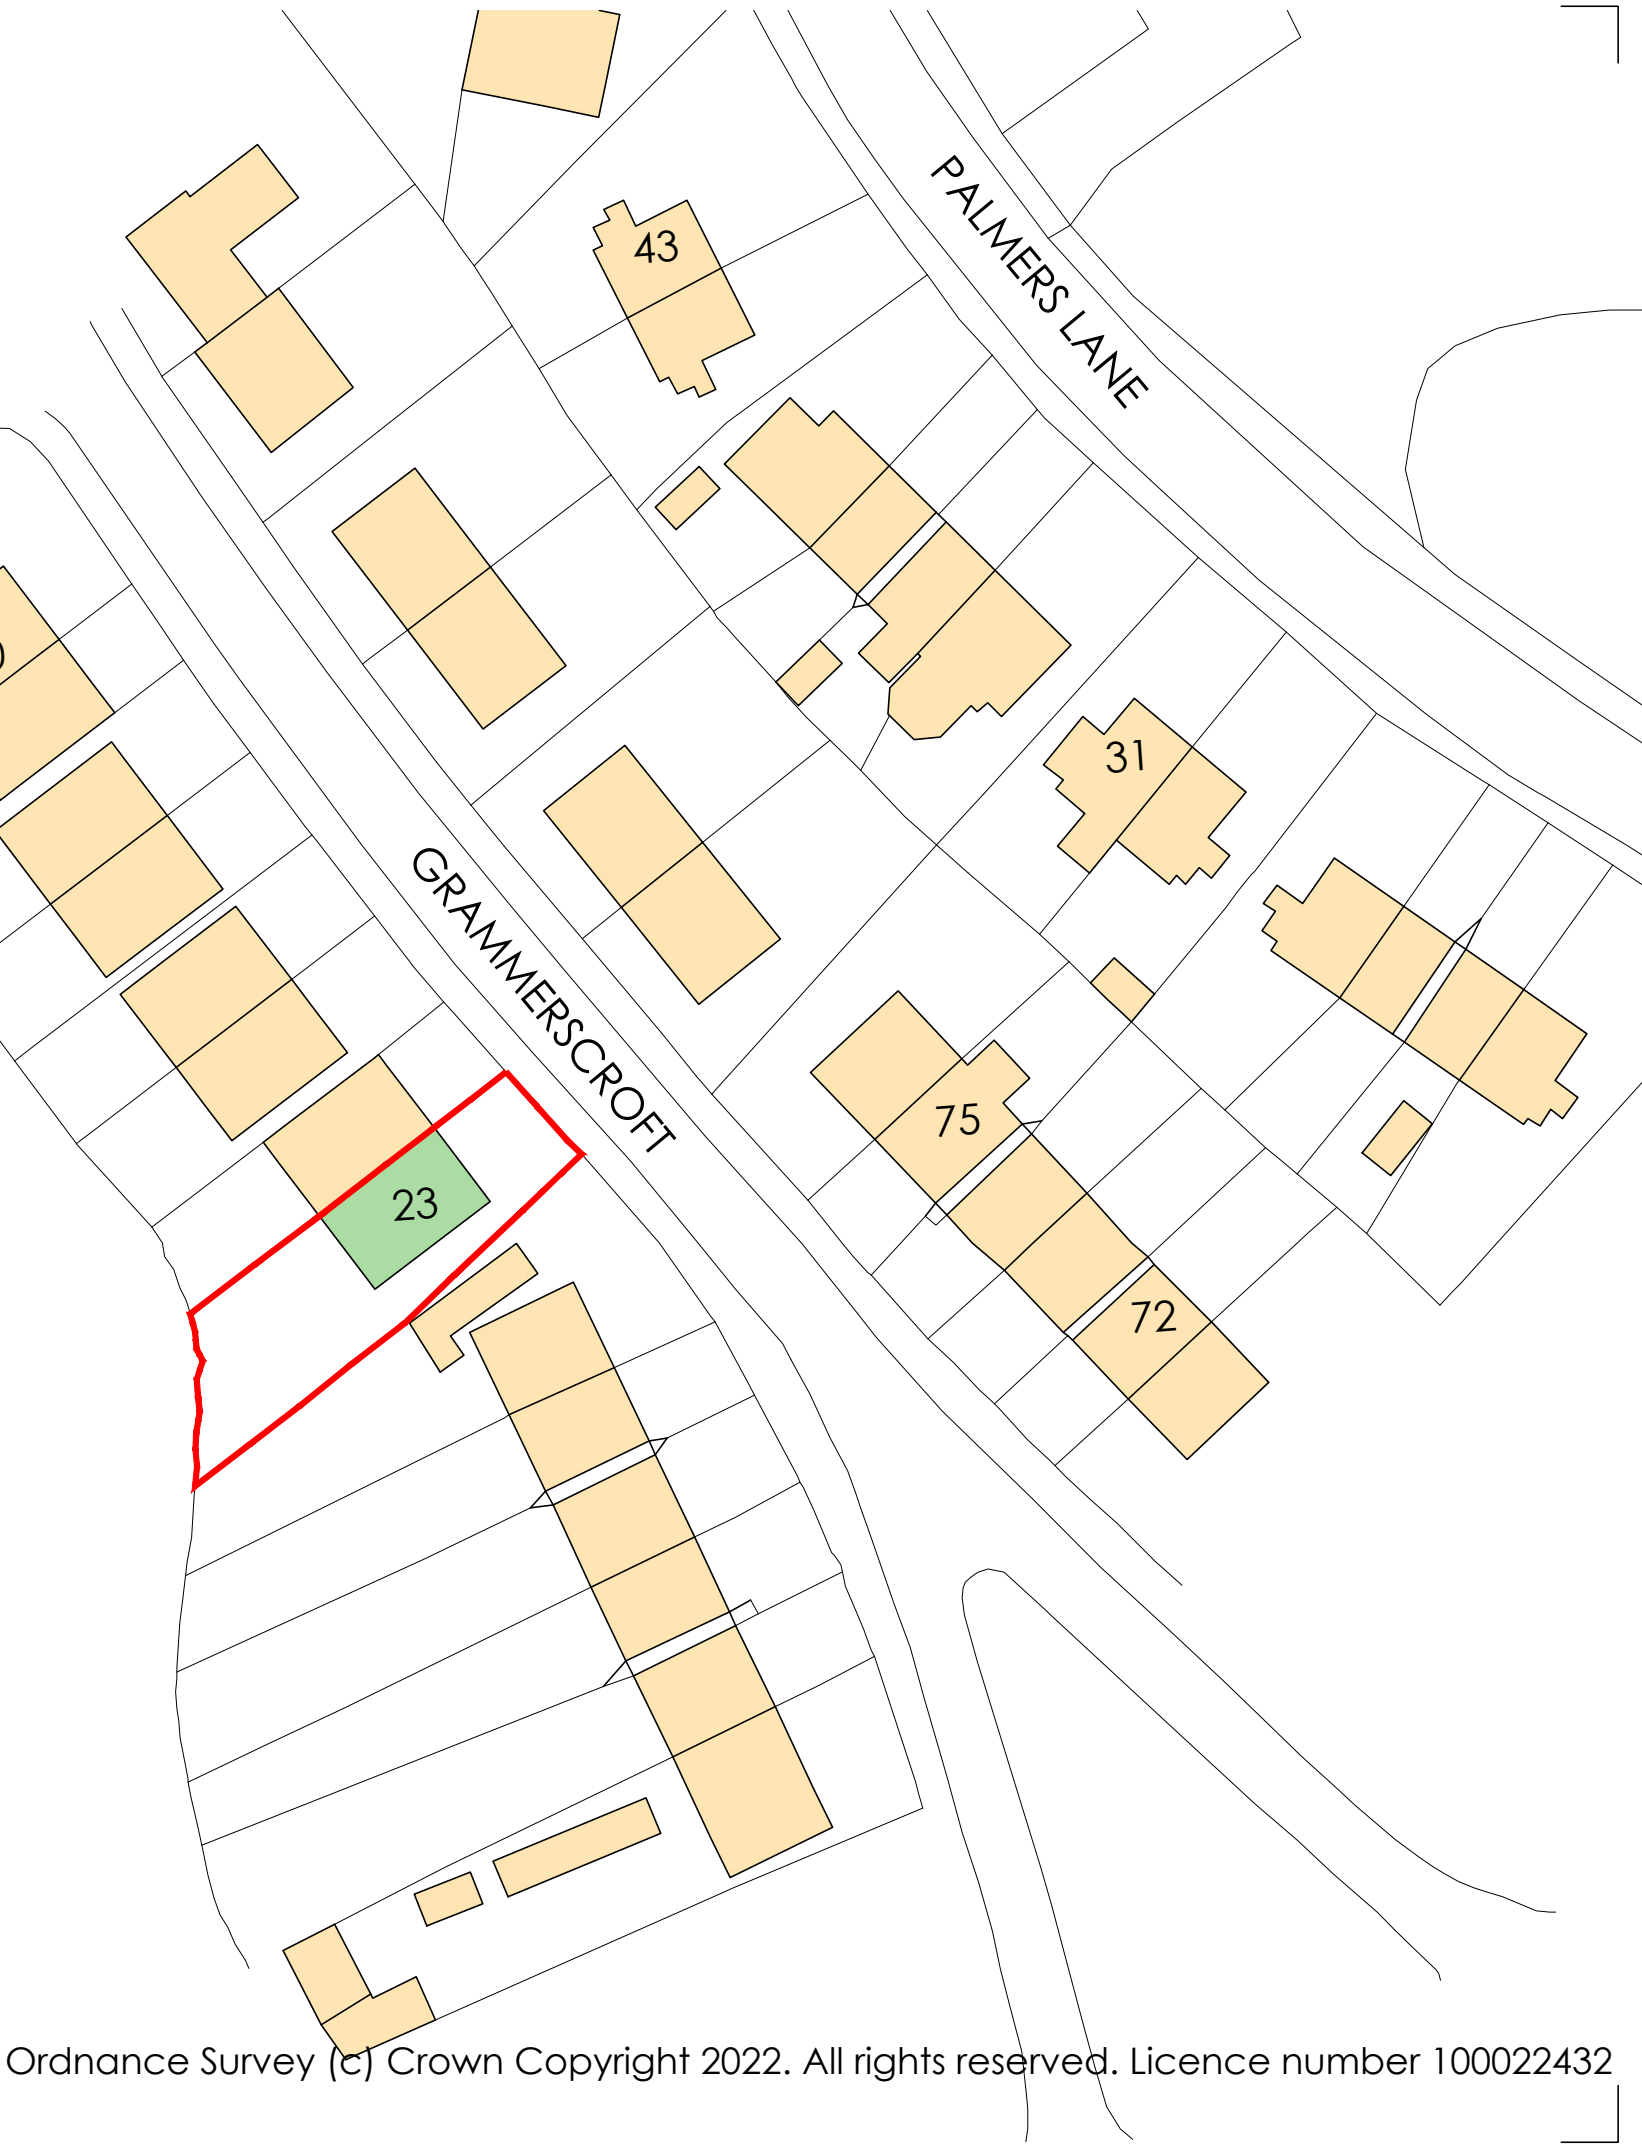 PALMERS LANE
43
31
GRAMMERSCROFT
75
23
72
Ordnance Survey (c) Crown Copyright 2022. All rights reserved. Licence number 100022432